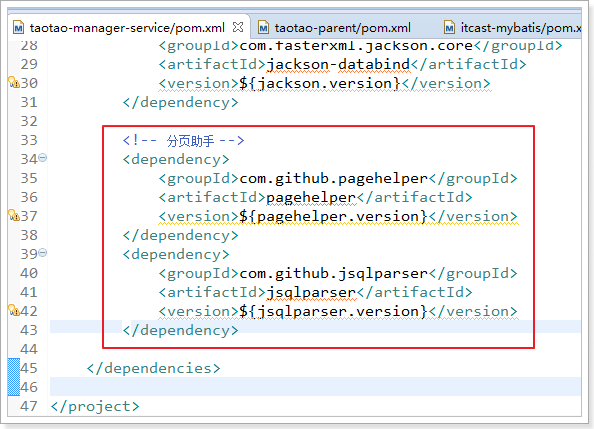 taotao-manager-service/pom.xml taotao-parent/pom.xml itcast-mybatis/pom.x
28 <groupId>com.fasterxml.jackson.core</groupId>
29 <artifactId>jackson-databind</artifactId>
30 <version>${jackson.version}</version>
31 </dependency>
32
33 <!-- 分页助手 -->
34 <dependency>
35 <groupId>com.github.pagehelper</groupId>
36 <artifactId>pagehelper</artifactId>
37 <version>${pagehelper.version}</version>
38 </dependency>
39 <dependency>
40 <groupId>com.github.jsqlparser</groupId>
41 <artifactId>jsqlparser</artifactId>
42 <version>${jsqlparser.version}</version>
43 </dependency>
44
45 </dependencies>
46
47 </project>